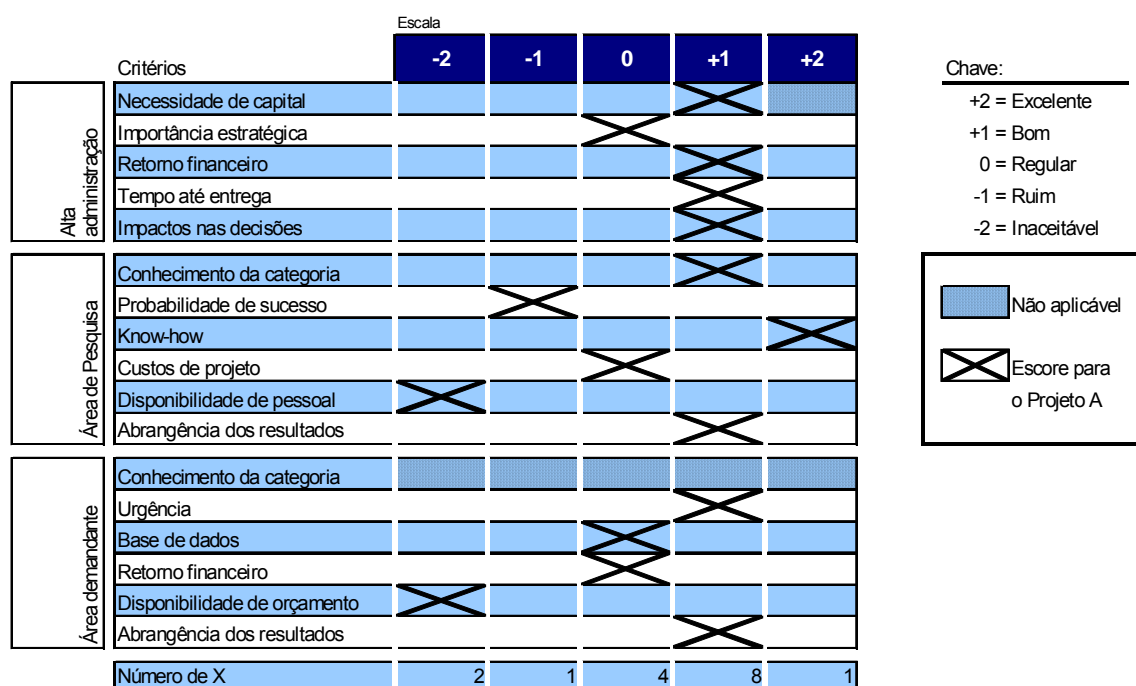 Escala
Critérios -2 -1 0 +1 +2
Alta administração
Necessidade de capital
Importância estratégica
Retorno financeiro
Tempo até entrega
Impactos nas decisões
Área de Pesquisa
Conhecimento da categoria
Probabilidade de sucesso
Know-how
Custos de projeto
Disponibilidade de pessoal
Abrangência dos resultados
Área demandante
Conhecimento da categoria
Urgência
Base de dados
Retorno financeiro
Disponibilidade de orçamento
Abrangência dos resultados
Número de X 2 1 4 8 1
Chave:
+2 = Excelente
+1 = Bom
0 = Regular
-1 = Ruim
-2 = Inaceitável
Não aplicável
Escore para
o Projeto A